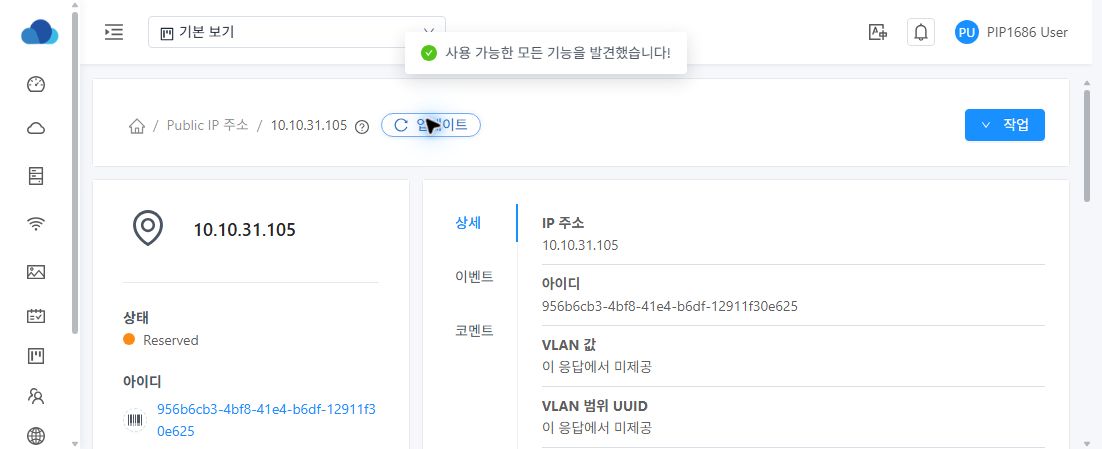 기본 보기
사용 가능한 모든 기능을 발견했습니다!
PU PIP1686 User
/ Public IP 주소 / 10.10.31.105
작업
10.10.31.105
상태
Reserved
아이디
956b6cb3-4bf8-41e4-b6df-12911f3
0e625
상세
이벤트
코멘트
IP 주소
10.10.31.105
아이디
956b6cb3-4bf8-41e4-b6df-12911f30e625
VLAN 값
이 응답에서 미제공
VLAN 범위 UUID
이 응답에서 미제공